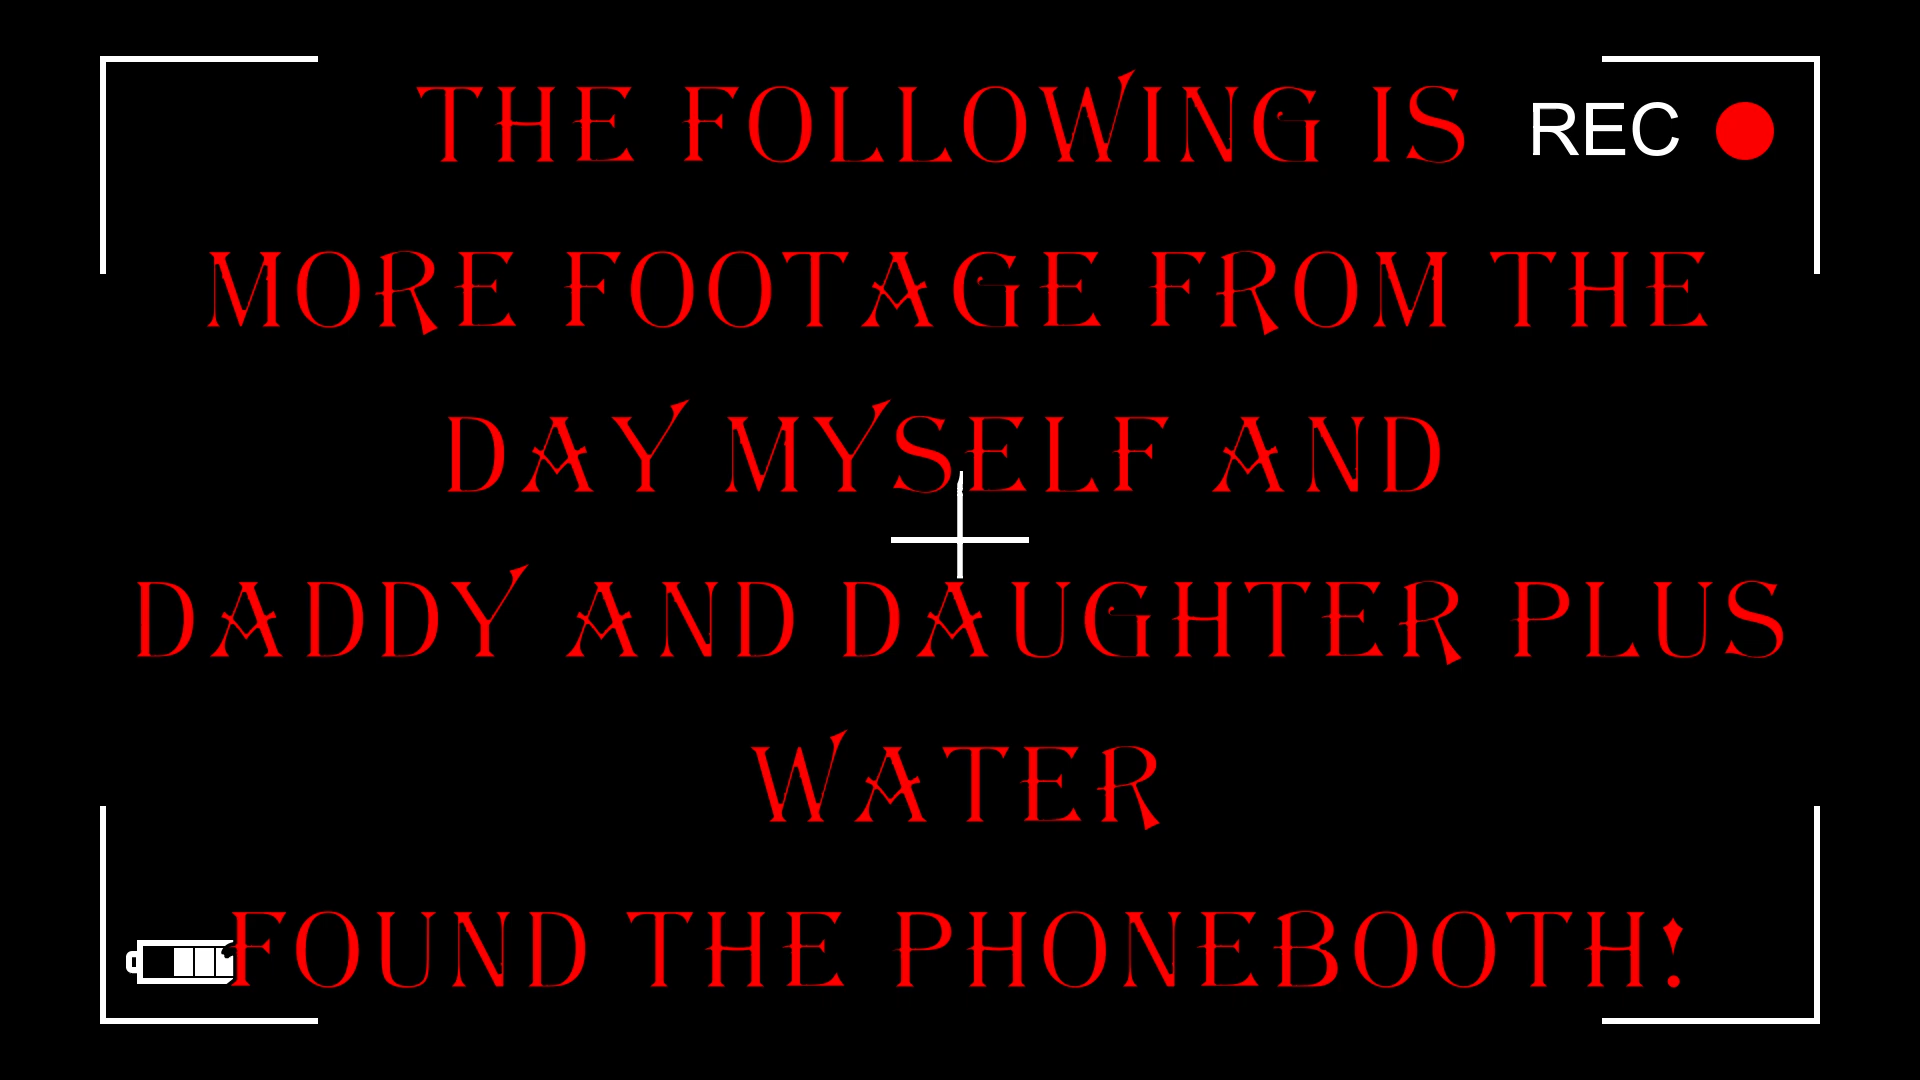 THE FOLLOWING IS
REC
MORE FOOTAGE FROM THE
DAY MYSELF AND
DADDY AND DAUGHTER PLUS
WATER
FOUND THE PHONEBOOTH!